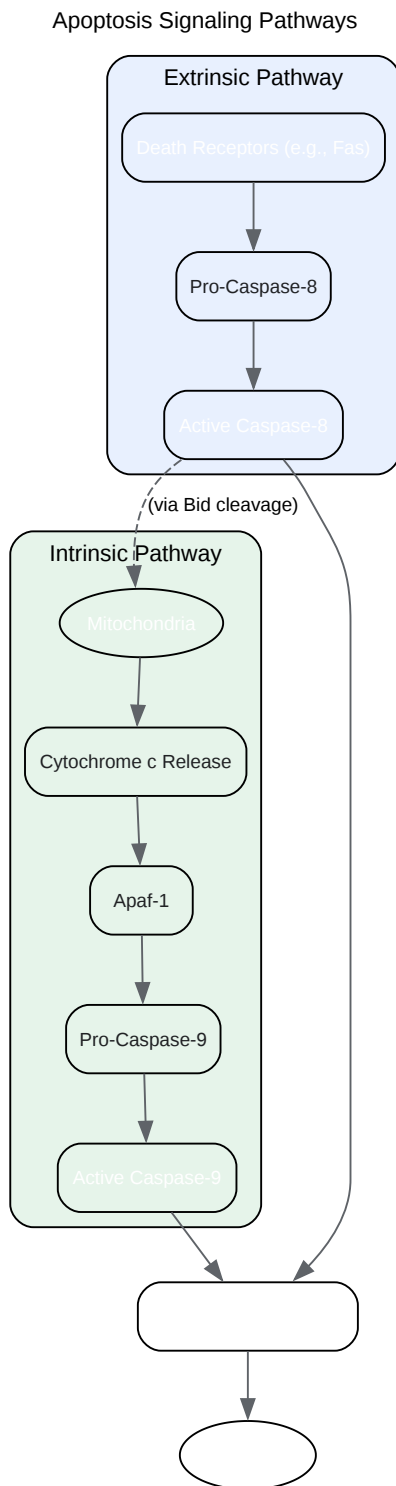 Apoptosis Signaling Pathways
Extrinsic Pathway
Death Receptors (e.g., Fas)
Pro-Caspase-8
Active Caspase-8
(via Bid cleavage)
Intrinsic Pathway
Mitochondria
Cytochrome c Release
Apaf-1
Pro-Caspase-9
Active Caspase-9